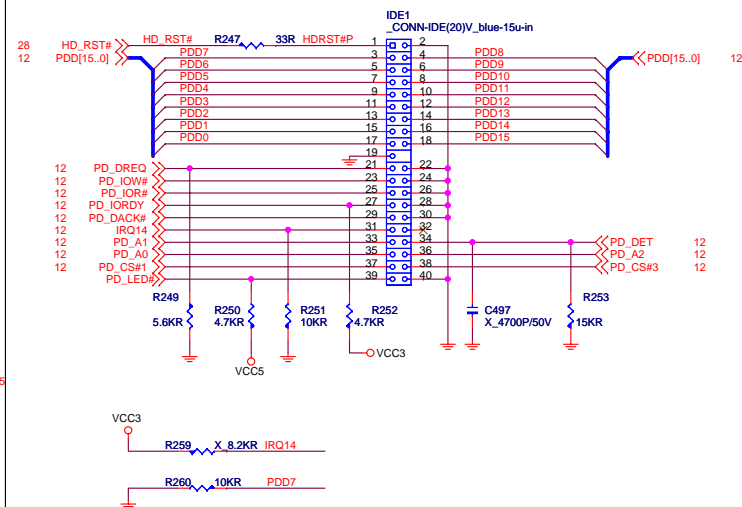 IDE1
_CONN-IDE(20)V_blue-15u-in
28 HD_RST# HD_RST# R247 33R HDRST#P 1 2
12 PDD[15..0] PDD7 3 4 PDD8 PDD[15..0] 12
PDD6 5 6 PDD9
PDD5 7 8 PDD10
PDD4 9 10 PDD11
PDD3 11 12 PDD12
PDD2 13 14 PDD13
PDD1 15 16 PDD14
PDD0 17 18 PDD15
19
12 PD_DREQ 21 22
12 PD_IOW# 23 24
12 PD_IOR# 25 26
12 PD_IORDY 27 28
12 PD_DACK# 29 30
12 IRQ14 31 32
12 PD_A1 33 34 PD_DET 12
12 PD_A0 35 36 PD_A2 12
12 PD_CS#1 37 38 PD_CS#3 12
PD_LED# 39 40
R249 5.6KR
R250 4.7KR
R251 10KR
R252 4.7KR
C497 X_4700P/50V
R253 15KR
VCC3
VCC5
5
VCC3
R259 X_8.2KR IRQ14
R260 10KR PDD7